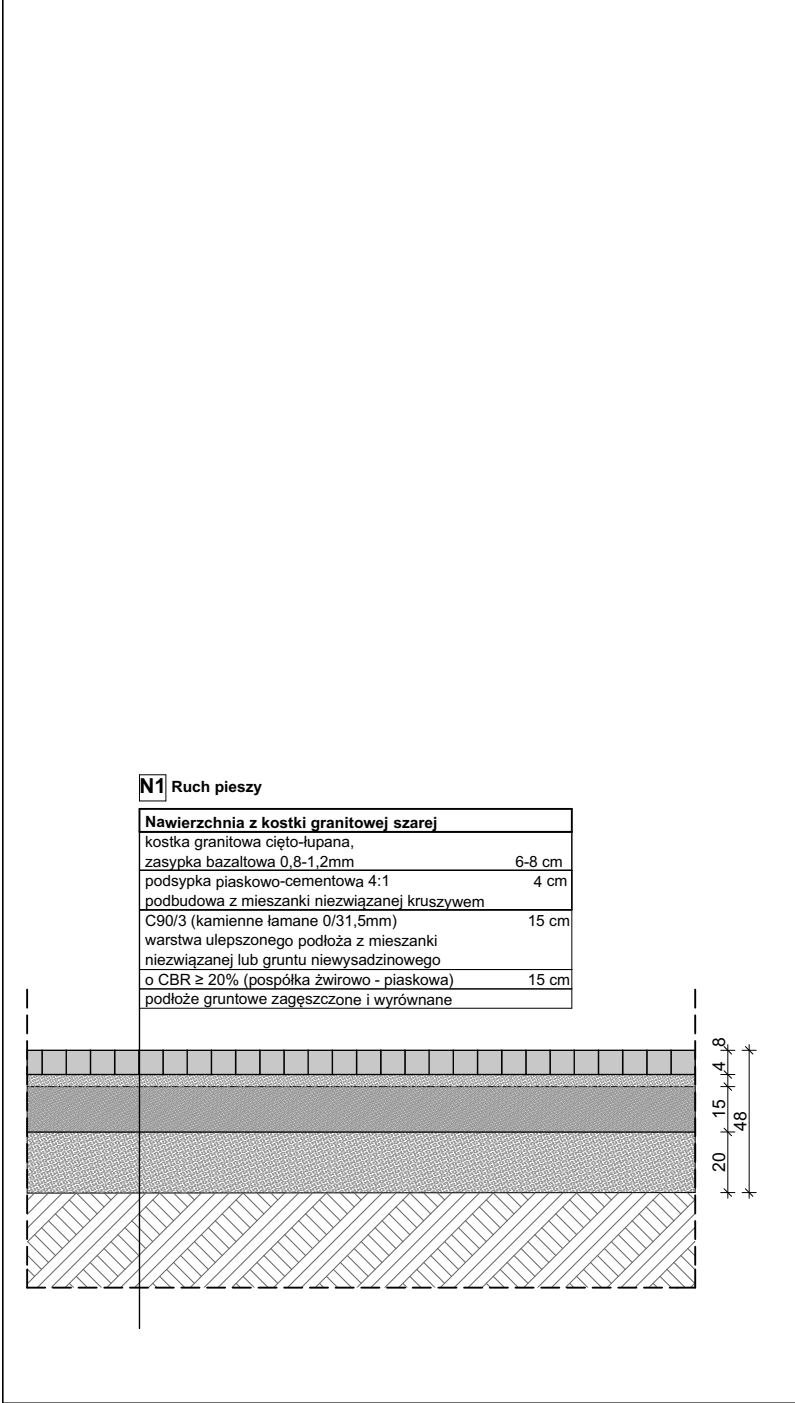 N1 Ruch pieszy
Nawierzchnia z kostki granitowej szarej
kostka granitowa cięto-łupana,
zasypka bazaltowa 0,8-1,2mm 6-8 cm
podsypka piaskowo-cementowa 4:1 4 cm
podbudowa z mieszanki niezwiązanej kruszywem
C90/3 (kamienne łamane 0/31,5mm) 15 cm
warstwa ulepszonego podłoża z mieszanki
niezwiązanej lub gruntu niewysadzinowego
o CBR ≥ 20% (pospółka żwirowo - piaskowa) 15 cm
podłoże gruntowe zagęszczone i wyrównane
8
4
15
48
20